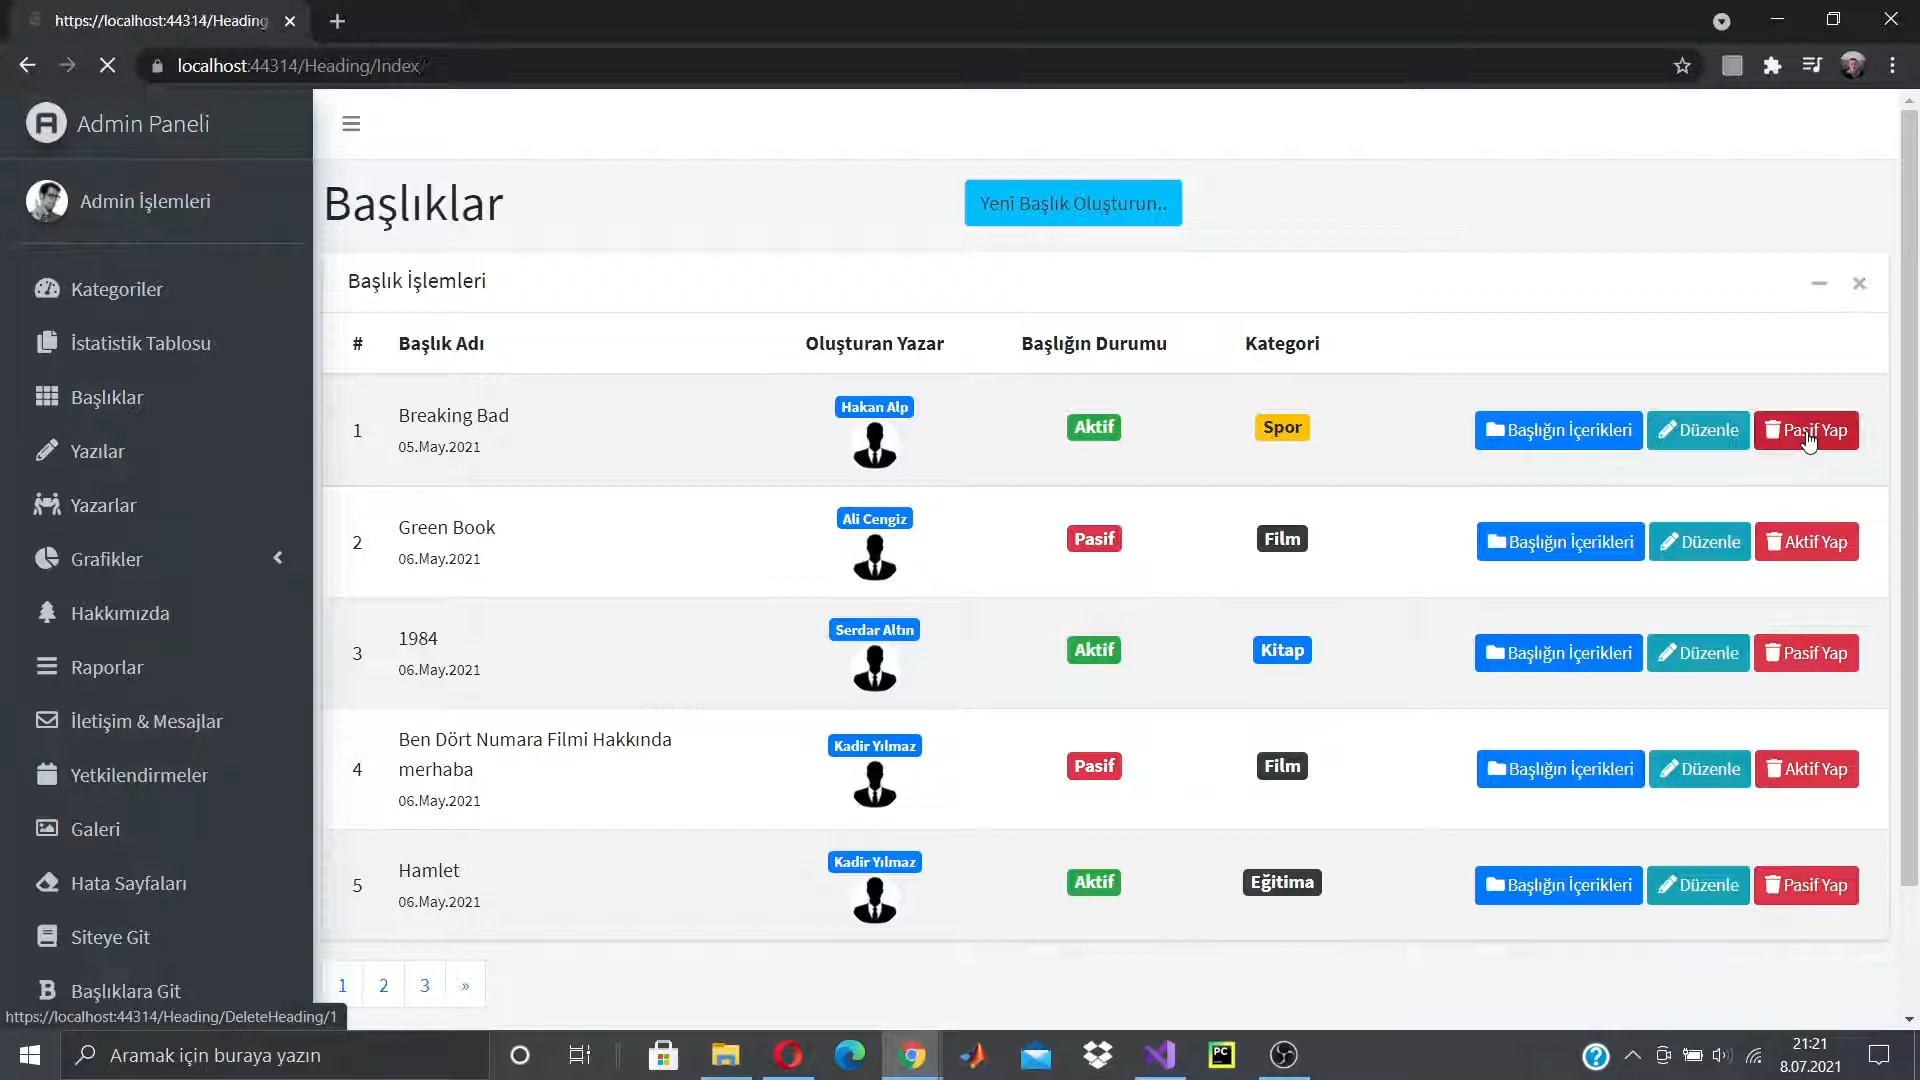 https://localhost:44314/Heading
localhost:44314/Heading/Index/
Admin Paneli
Admin İşlemleri
Kategoriler
İstatistik Tablosu
Başlıklar
Yazılar
Yazarlar
Grafikler
Hakkımızda
Raporlar
İletişim & Mesajlar
Yetkilendirmeler
Galeri
Hata Sayfaları
Siteye Git
Başlıklara Git
Başlıklar
Yeni Başlık Oluşturun..
Başlık İşlemleri
# Başlık Adı Oluşturan Yazar Başlığın Durumu Kategori
1 Breaking Bad 05.May.2021 Hakan Alp Aktif Spor Başlığın İçerikleri Düzenle Pasif Yap
2 Green Book 06.May.2021 Ali Cengiz Pasif Film Başlığın İçerikleri Düzenle Aktif Yap
3 1984 06.May.2021 Serdar Altın Aktif Kitap Başlığın İçerikleri Düzenle Pasif Yap
4 Ben Dört Numara Filmi Hakkında merhaba 06.May.2021 Kadir Yılmaz Pasif Film Başlığın İçerikleri Düzenle Aktif Yap
5 Hamlet 06.May.2021 Kadir Yılmaz Aktif Eğitima Başlığın İçerikleri Düzenle Pasif Yap
1 2 3 »
https://localhost:44314/Heading/DeleteHeading/1
Aramak için buraya yazın
PC
21:21
8.07.2021